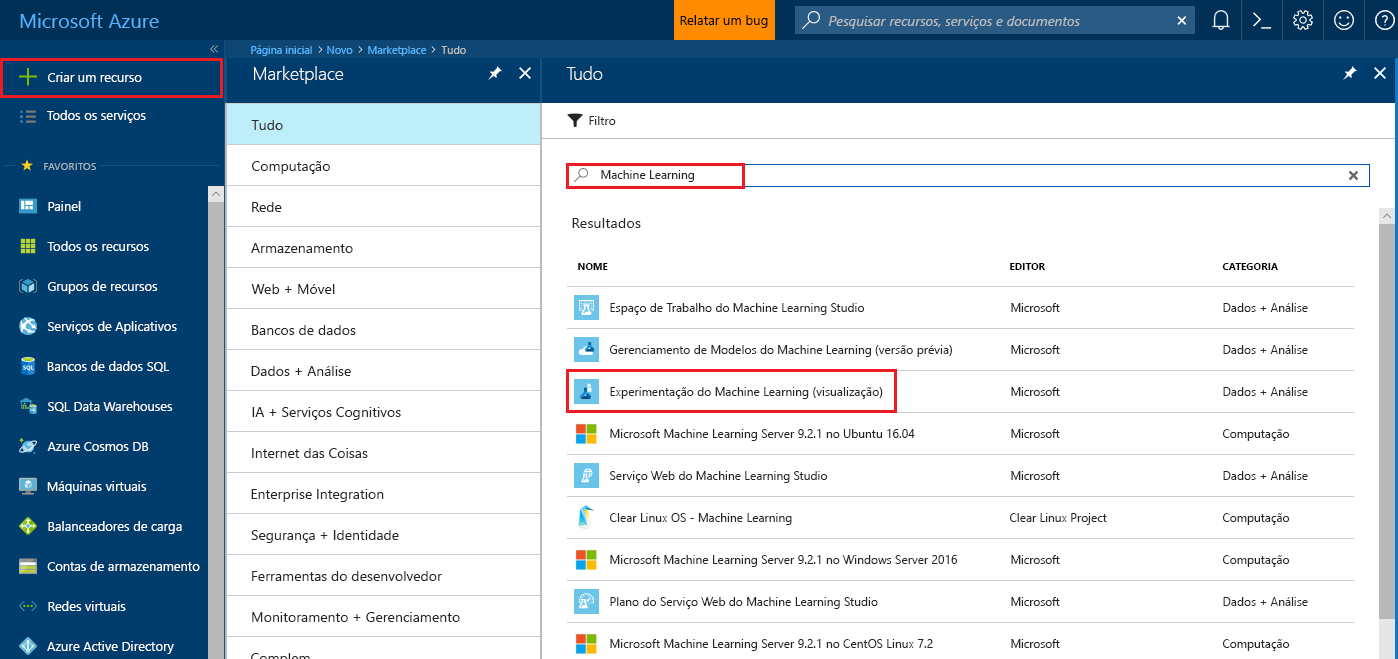 Microsoft Azure
Relatar um bug
Pesquisar recursos, serviços e documentos
Página inicial > Novo > Marketplace > Tudo
Criar um recurso
Todos os serviços
FAVORITOS
Painel
Todos os recursos
Grupos de recursos
Serviços de Aplicativos
Bancos de dados SQL
SQL Data Warehouses
Azure Cosmos DB
Máquinas virtuais
Balanceadores de carga
Contas de armazenamento
Redes virtuais
Azure Active Directory
Marketplace
Tudo
Computação
Rede
Armazenamento
Web + Móvel
Bancos de dados
Dados + Análise
IA + Serviços Cognitivos
Internet das Coisas
Enterprise Integration
Segurança + Identidade
Ferramentas do desenvolvedor
Monitoramento + Gerenciamento
Complem
Tudo
Filtro
Machine Learning
Resultados
NOME EDITOR CATEGORIA
Espaço de Trabalho do Machine Learning Studio Microsoft Dados + Análise
Gerenciamento de Modelos do Machine Learning (versão prévia) Microsoft Dados + Análise
Experimentação do Machine Learning (visualização) Microsoft Dados + Análise
Microsoft Machine Learning Server 9.2.1 no Ubuntu 16.04 Microsoft Computação
Serviço Web do Machine Learning Studio Microsoft Dados + Análise
Clear Linux OS - Machine Learning Clear Linux Project Computação
Microsoft Machine Learning Server 9.2.1 no Windows Server 2016 Microsoft Computação
Plano do Serviço Web do Machine Learning Studio Microsoft Dados + Análise
Microsoft Machine Learning Server 9.2.1 no CentOS Linux 7.2 Microsoft Computação